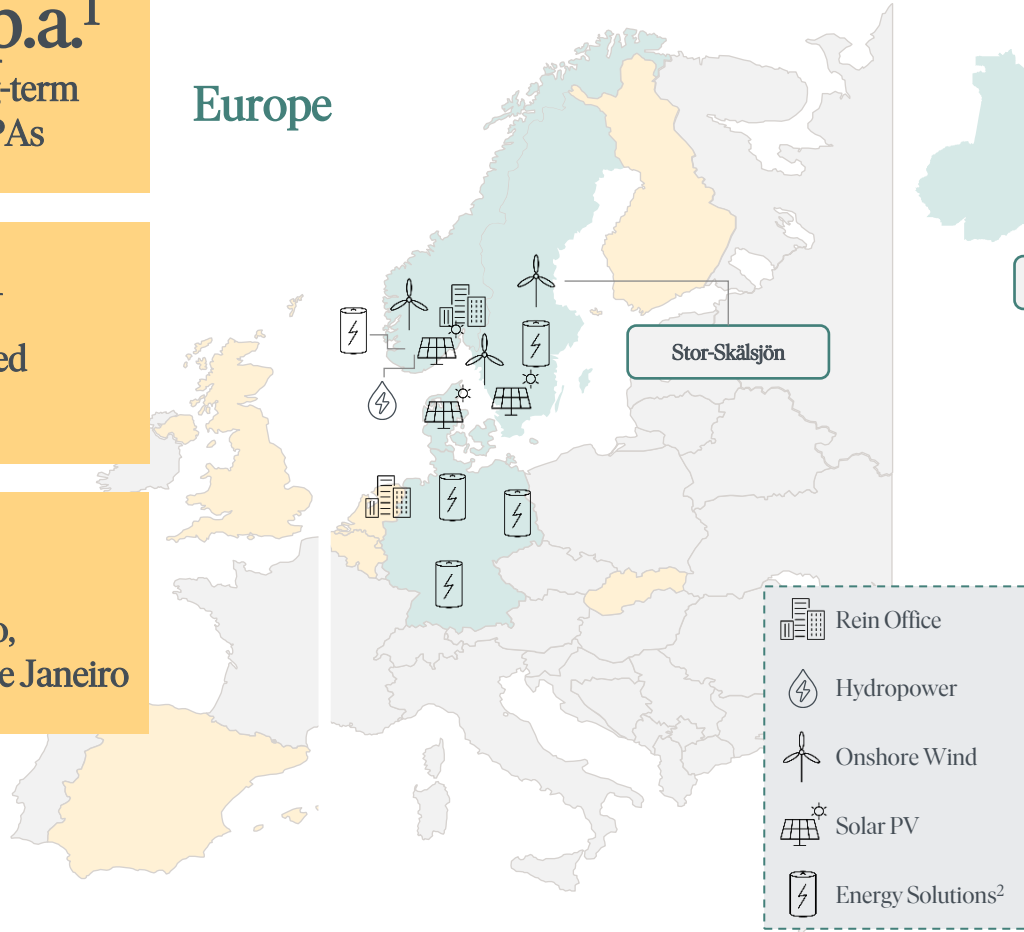 p.a.1
-term
PAs
ed
o,
e Janeiro
Europe
Stor-Skälsjön
Rein Office
Hydropower
Onshore Wind
Solar PV
Energy Solutions2